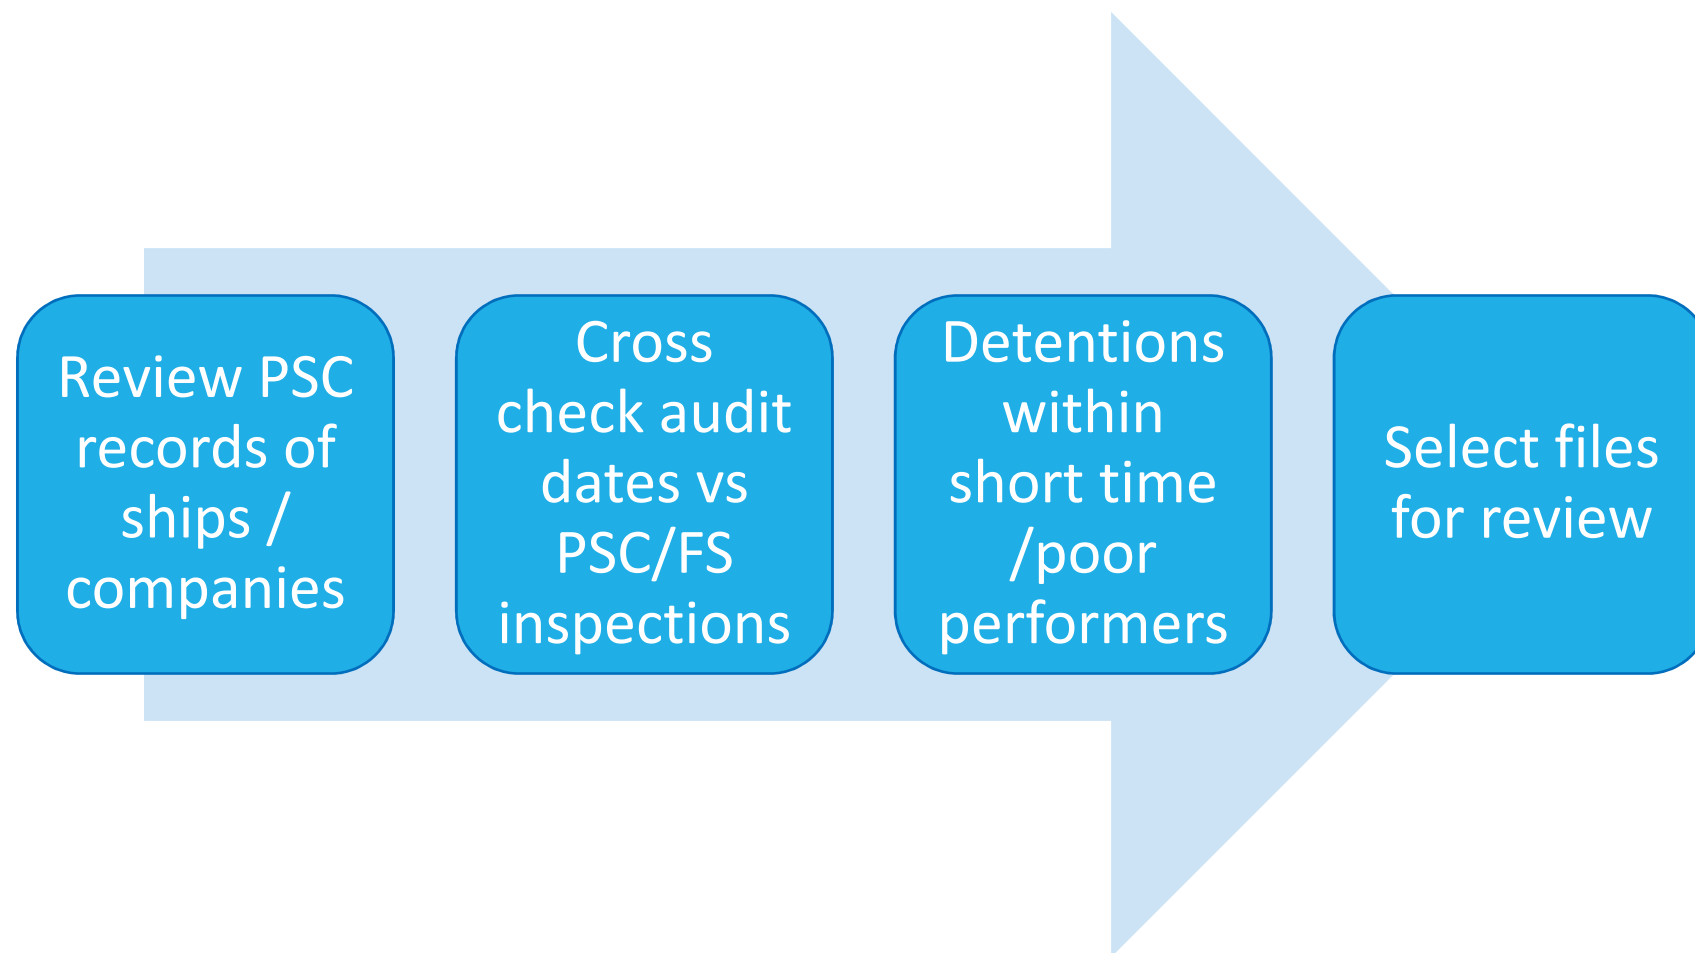 Review PSC
records of
ships /
companies
Cross
check audit
dates vs
PSC/FS
inspections
Detentions
within
short time
/poor
performers
Select files
for review